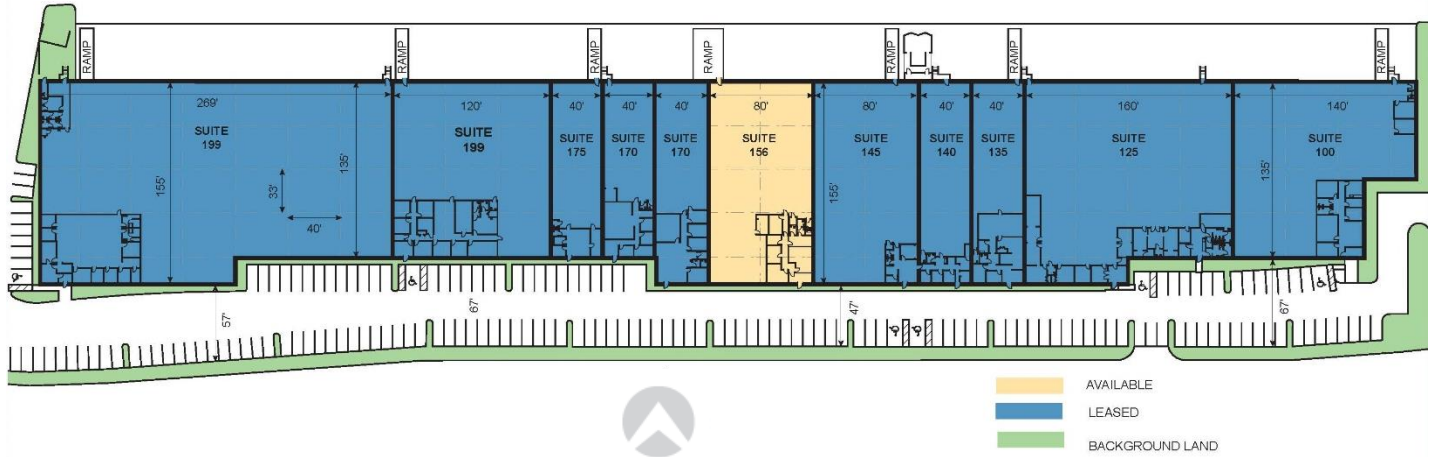 RAMP
RAMP
RAMP
RAMP
RAMP
RAMP
RAMP
269'
120'
40'
40'
40'
80'
80'
40'
40'
160'
140'
SUITE
199
SUITE
199
SUITE
175
SUITE
170
SUITE
170
SUITE
156
SUITE
145
SUITE
140
SUITE
135
SUITE
125
SUITE
100
155'
33'
40'
135'
155'
135'
57'
67'
47'
67'
AVAILABLE
LEASED
BACKGROUND LAND